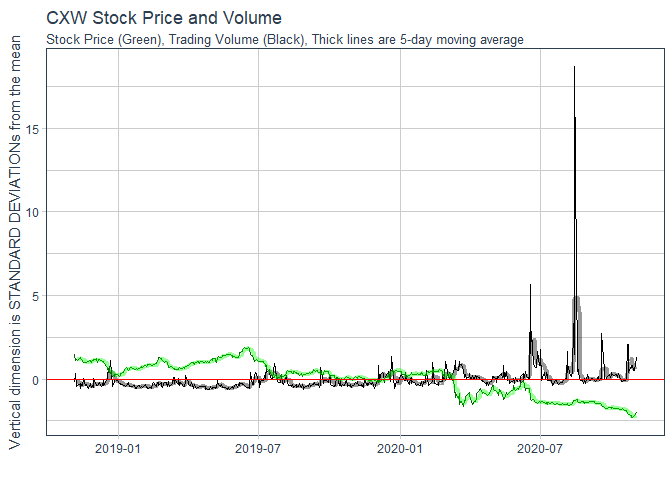 CXW Stock Price and Volume
Stock Price (Green), Trading Volume (Black), Thick lines are 5-day moving average
Vertical dimension is STANDARD DEVIATIONs from the mean
15
10
5
0
2019-01
2019-07
2020-01
2020-07